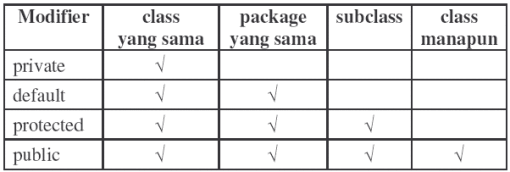 Modifier class yang sama package yang sama subclass class manapun
private √
default √ √
protected √ √ √
public √ √ √ √